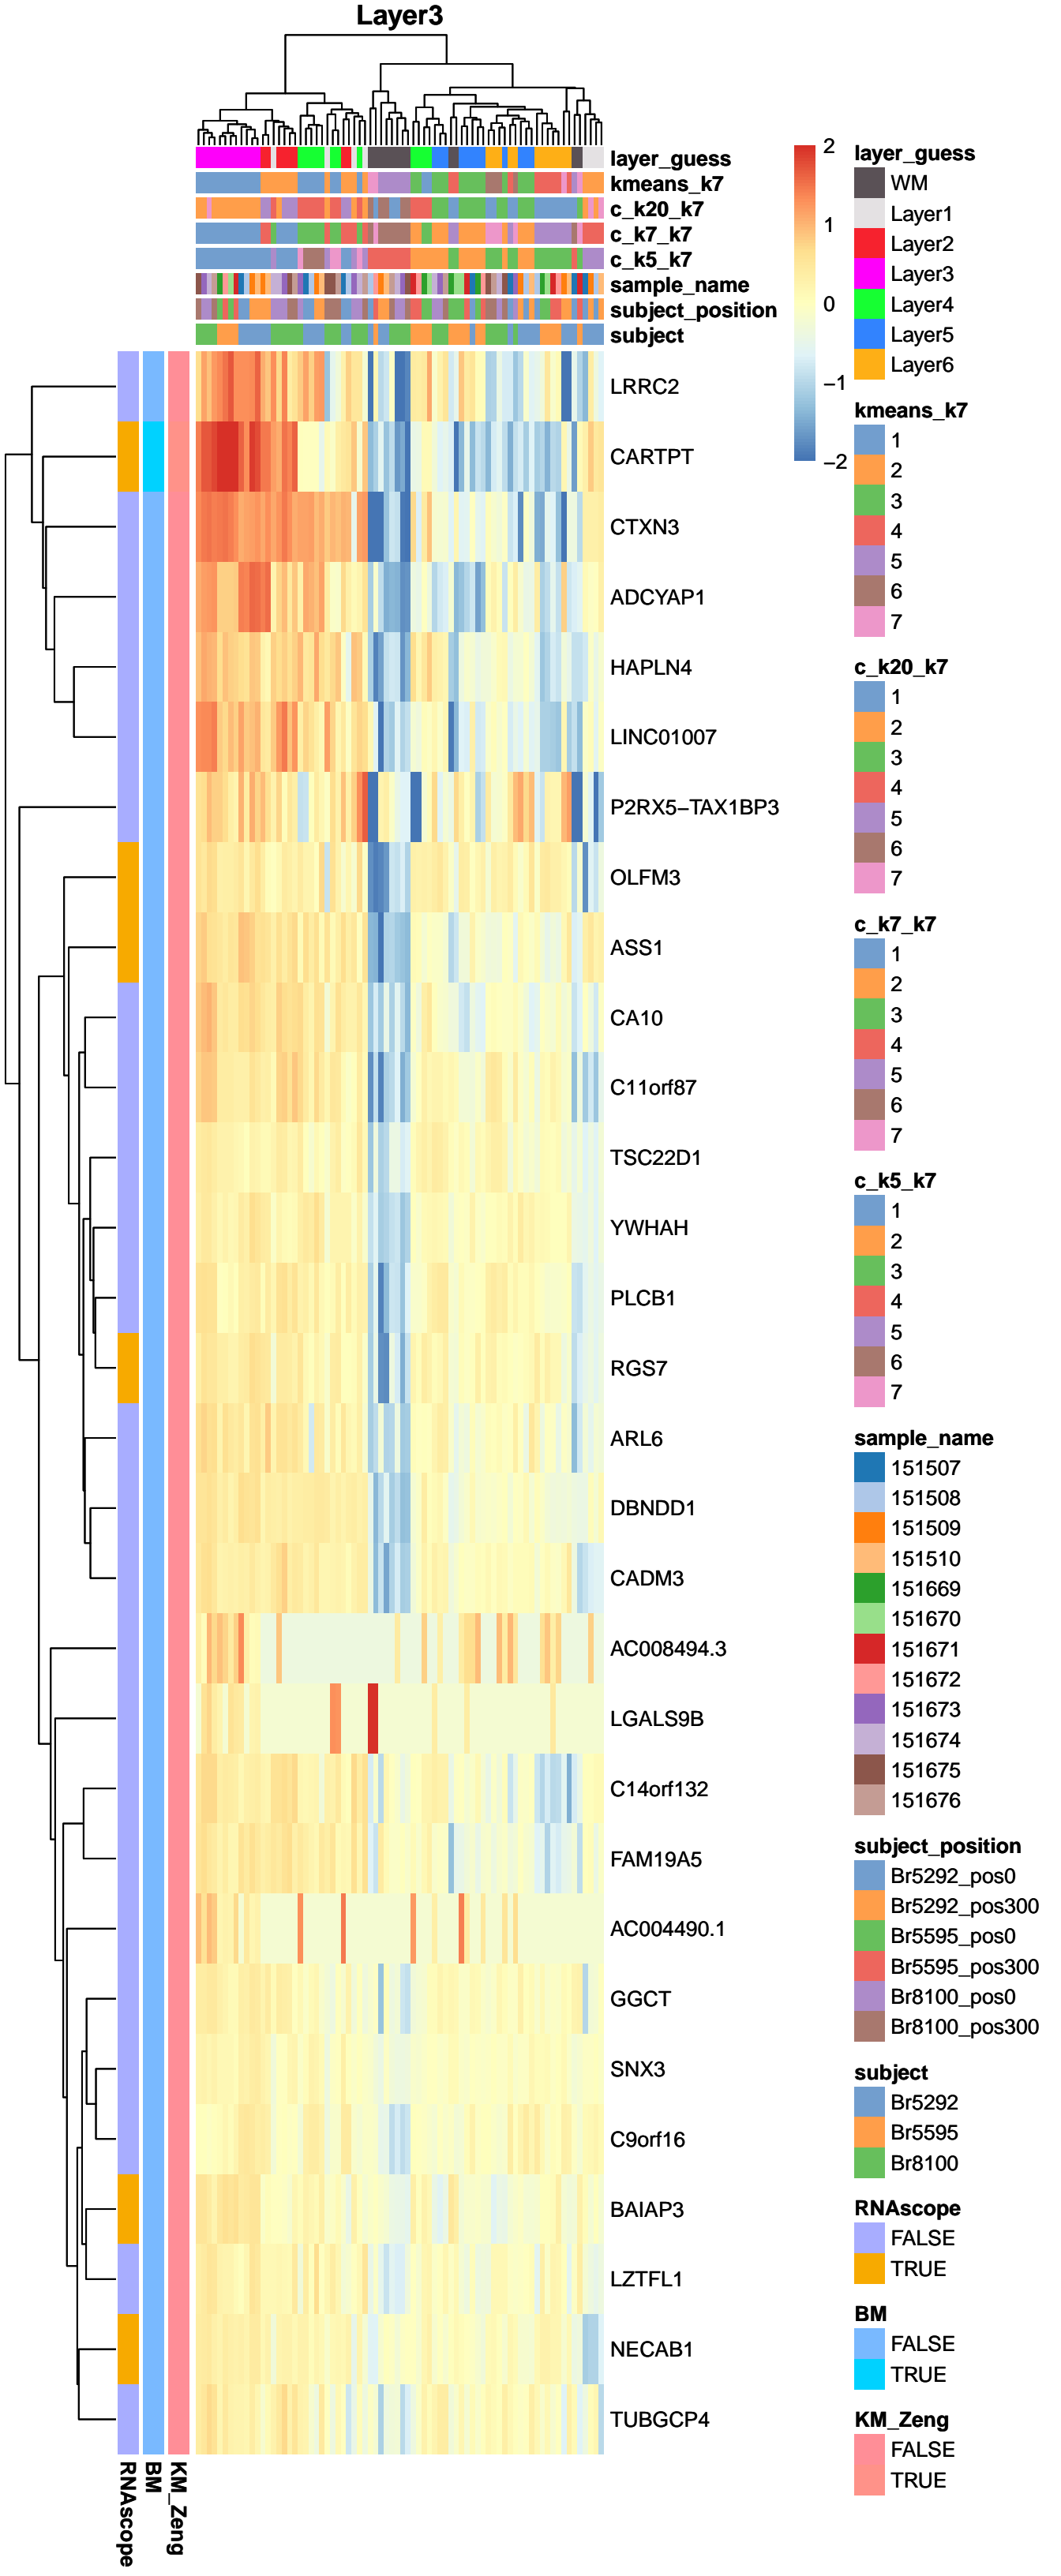 Layer3
layer_guess
kmeans_k7
c_k20_k7
c_k7_k7
c_k5_k7
sample_name
subject_position
subject
LRRC2
CARTPT
CTXN3
ADCYAP1
HAPLN4
LINC01007
P2RX5−TAX1BP3
OLFM3
ASS1
CA10
C11orf87
TSC22D1
YWHAH
PLCB1
RGS7
ARL6
DBNDD1
CADM3
AC008494.3
LGALS9B
C14orf132
FAM19A5
AC004490.1
GGCT
SNX3
C9orf16
BAIAP3
LZTFL1
NECAB1
TUBGCP4
RNAscope
BM
KM_Zeng
2
1
0
−1
−2
layer_guess
WM
Layer1
Layer2
Layer3
Layer4
Layer5
Layer6
kmeans_k7
1
2
3
4
5
6
7
c_k20_k7
1
2
3
4
5
6
7
c_k7_k7
1
2
3
4
5
6
7
c_k5_k7
1
2
3
4
5
6
7
sample_name
151507
151508
151509
151510
151669
151670
151671
151672
151673
151674
151675
151676
subject_position
Br5292_pos0
Br5292_pos300
Br5595_pos0
Br5595_pos300
Br8100_pos0
Br8100_pos300
subject
Br5292
Br5595
Br8100
RNAscope
FALSE
TRUE
BM
FALSE
TRUE
KM_Zeng
FALSE
TRUE